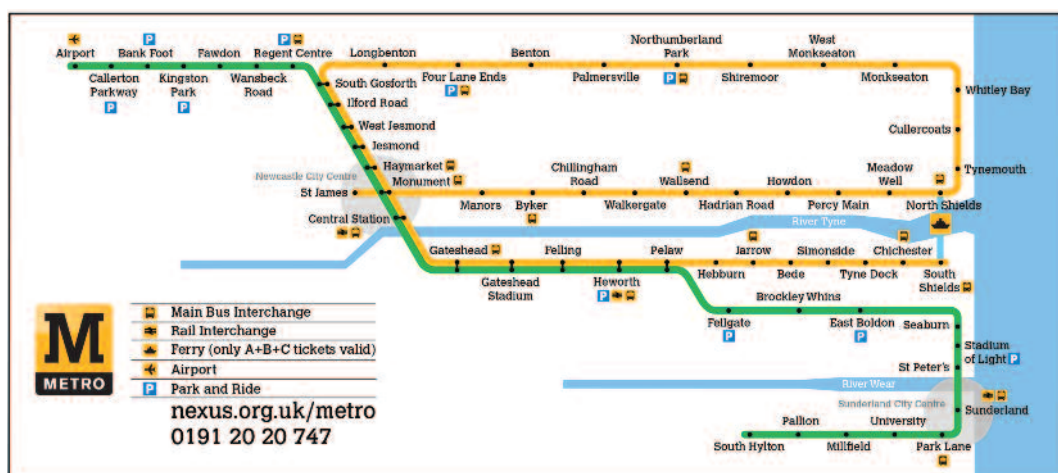 Airport
Bank Foot
Fawdon
Regent Centre
Callerton
Parkway
Kingston
Park
Wansbeck
Road
Longbenton
Benton
Northumberland
Park
West
Monkseaton
South Gosforth
Four Lane Ends
Palmersville
Shiremoor
Monkseaton
Ilford Road
West Jesmond
Jesmond
Haymarket
Newcastle City Centre
Monument
St James
Central Station
Whitley Bay
Cullercoats
Tynemouth
Chillingham
Road
Wallsend
Howdon
Meadow
Well
Manors
Byker
Walkergate
Hadrian Road
Percy Main
North Shields
River Tyne
Gateshead
Felling
Pelaw
Jarrow
Simonside
Chichester
Gateshead
Stadium
Heworth
Hebburn
Bede
Tyne Dock
South
Shields
Brockley Whins
Fellgate
East Boldon
Seaburn
Stadium
of Light P
St Peter's
River Wear
Sunderland City Centre
Sunderland
Pallion
University
South Hylton
Millfield
Park Lane
M
METRO
Main Bus Interchange
Rail Interchange
Ferry (only A+B+C tickets valid)
Airport
P Park and Ride
nexus.org.uk/metro
0191 20 20 747